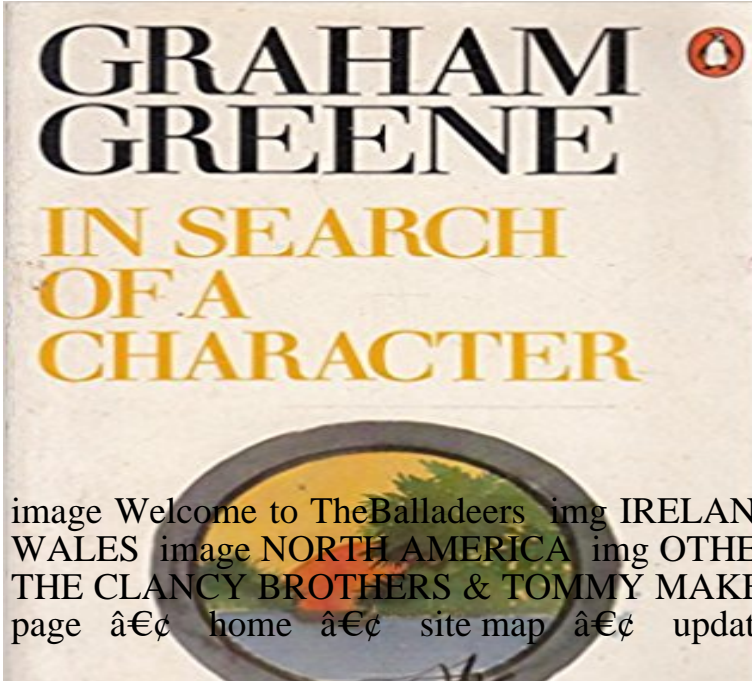 GRAHAM
GREENE
IN SEARCH
OF A
CHARACTER
image Welcome to TheBalladeers img IRELAN
WALES image NORTH AMERICA img OTHE
THE CLANCY BROTHERS & TOMMY MAKE
page â€¢ home â€¢ site map â€¢ updat